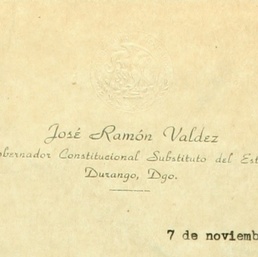 José Ramón Valdez
obernador Constitucional Substituto del Est
Durango, Dgo.
7 de noviemb